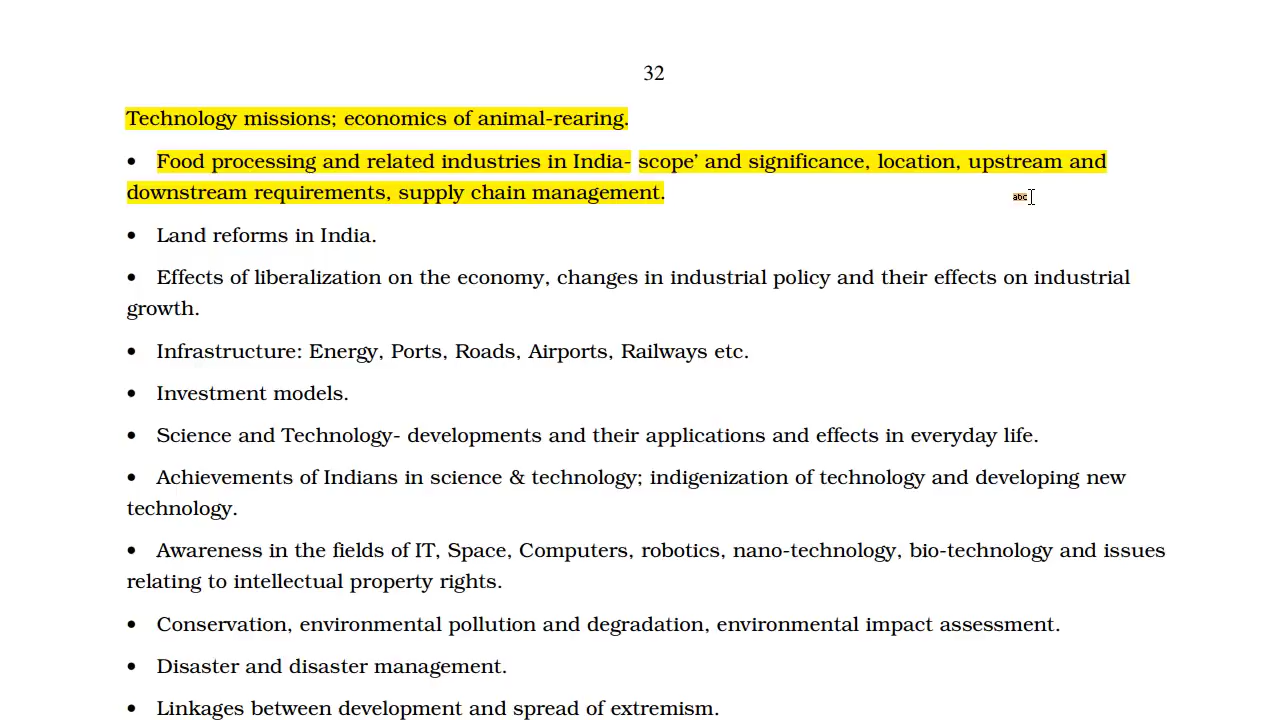 32
Technology missions; economics of animal-rearing.
• Food processing and related industries in India- scope’ and significance, location, upstream and
downstream requirements, supply chain management.
abc
• Land reforms in India.
• Effects of liberalization on the economy, changes in industrial policy and their effects on industrial
growth.
• Infrastructure: Energy, Ports, Roads, Airports, Railways etc.
• Investment models.
• Science and Technology- developments and their applications and effects in everyday life.
• Achievements of Indians in science & technology; indigenization of technology and developing new
technology.
• Awareness in the fields of IT, Space, Computers, robotics, nano-technology, bio-technology and issues
relating to intellectual property rights.
• Conservation, environmental pollution and degradation, environmental impact assessment.
• Disaster and disaster management.
• Linkages between development and spread of extremism.